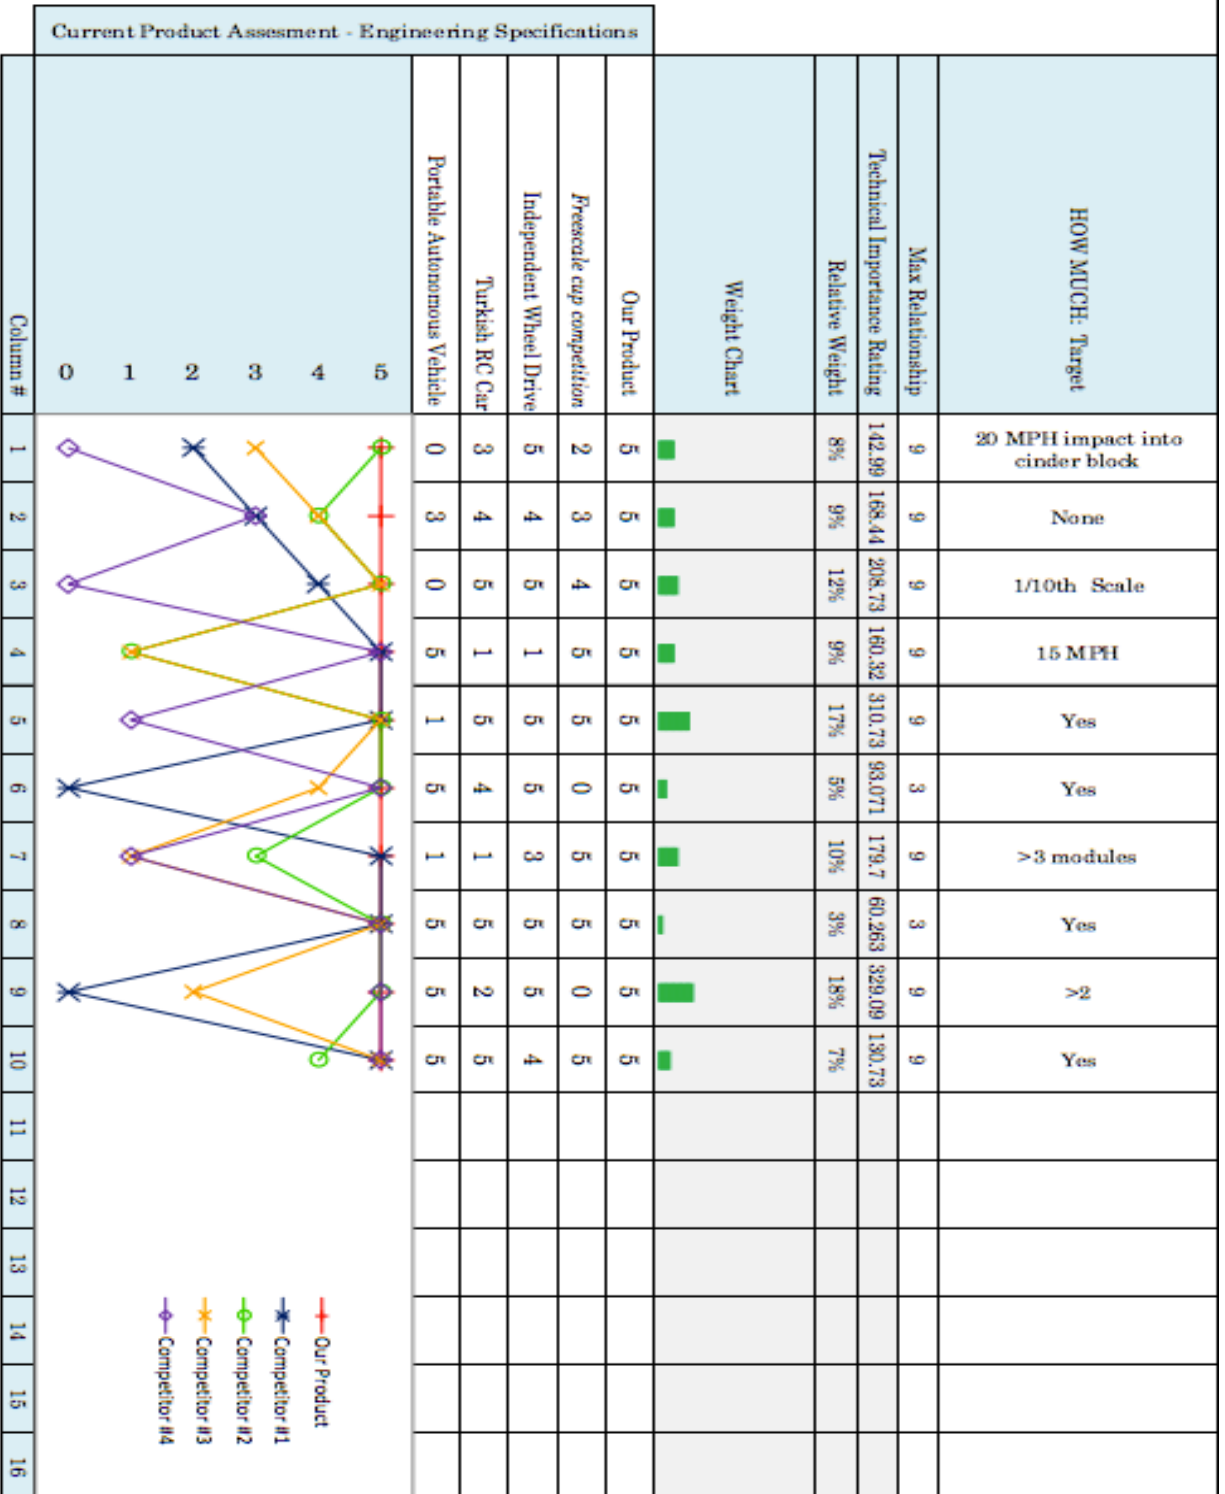 HOW MUCH: Target
20 MPH impact into
cinder block
None
1/10th Scale
15 MPH
Yes
Yes
>3 modules
Yes
>2
Yes
Max Relationship
9 9 9 9 9 3 9 3 9 9
Technical Importance Rating
142.99 168.44 208.73 160.32 310.73 93.071 179.7 60.263 329.09 130.73
Relative Weight
8% 9% 12% 9% 17% 5% 10% 3% 18% 7%
Weight Chart
Current Product Assesment - Engineering Specifications
Our Product
5 5 5 5 5 5 5 5 5 5
Freescale cup competition
2 3 4 5 5 0 5 5 0 5
Independent Wheel Drive
5 4 5 1 5 5 3 5 5 4
Turkish RC Car
3 4 5 1 5 4 1 5 2 5
Portable Autonomous Vehicle
0 3 0 5 1 5 1 5 5 5
5
4
3
2
1
0
Our Product
Competitor #1
Competitor #2
Competitor #3
Competitor #4
Column # 1 2 3 4 5 6 7 8 9 10 11 12 13 14 15 16